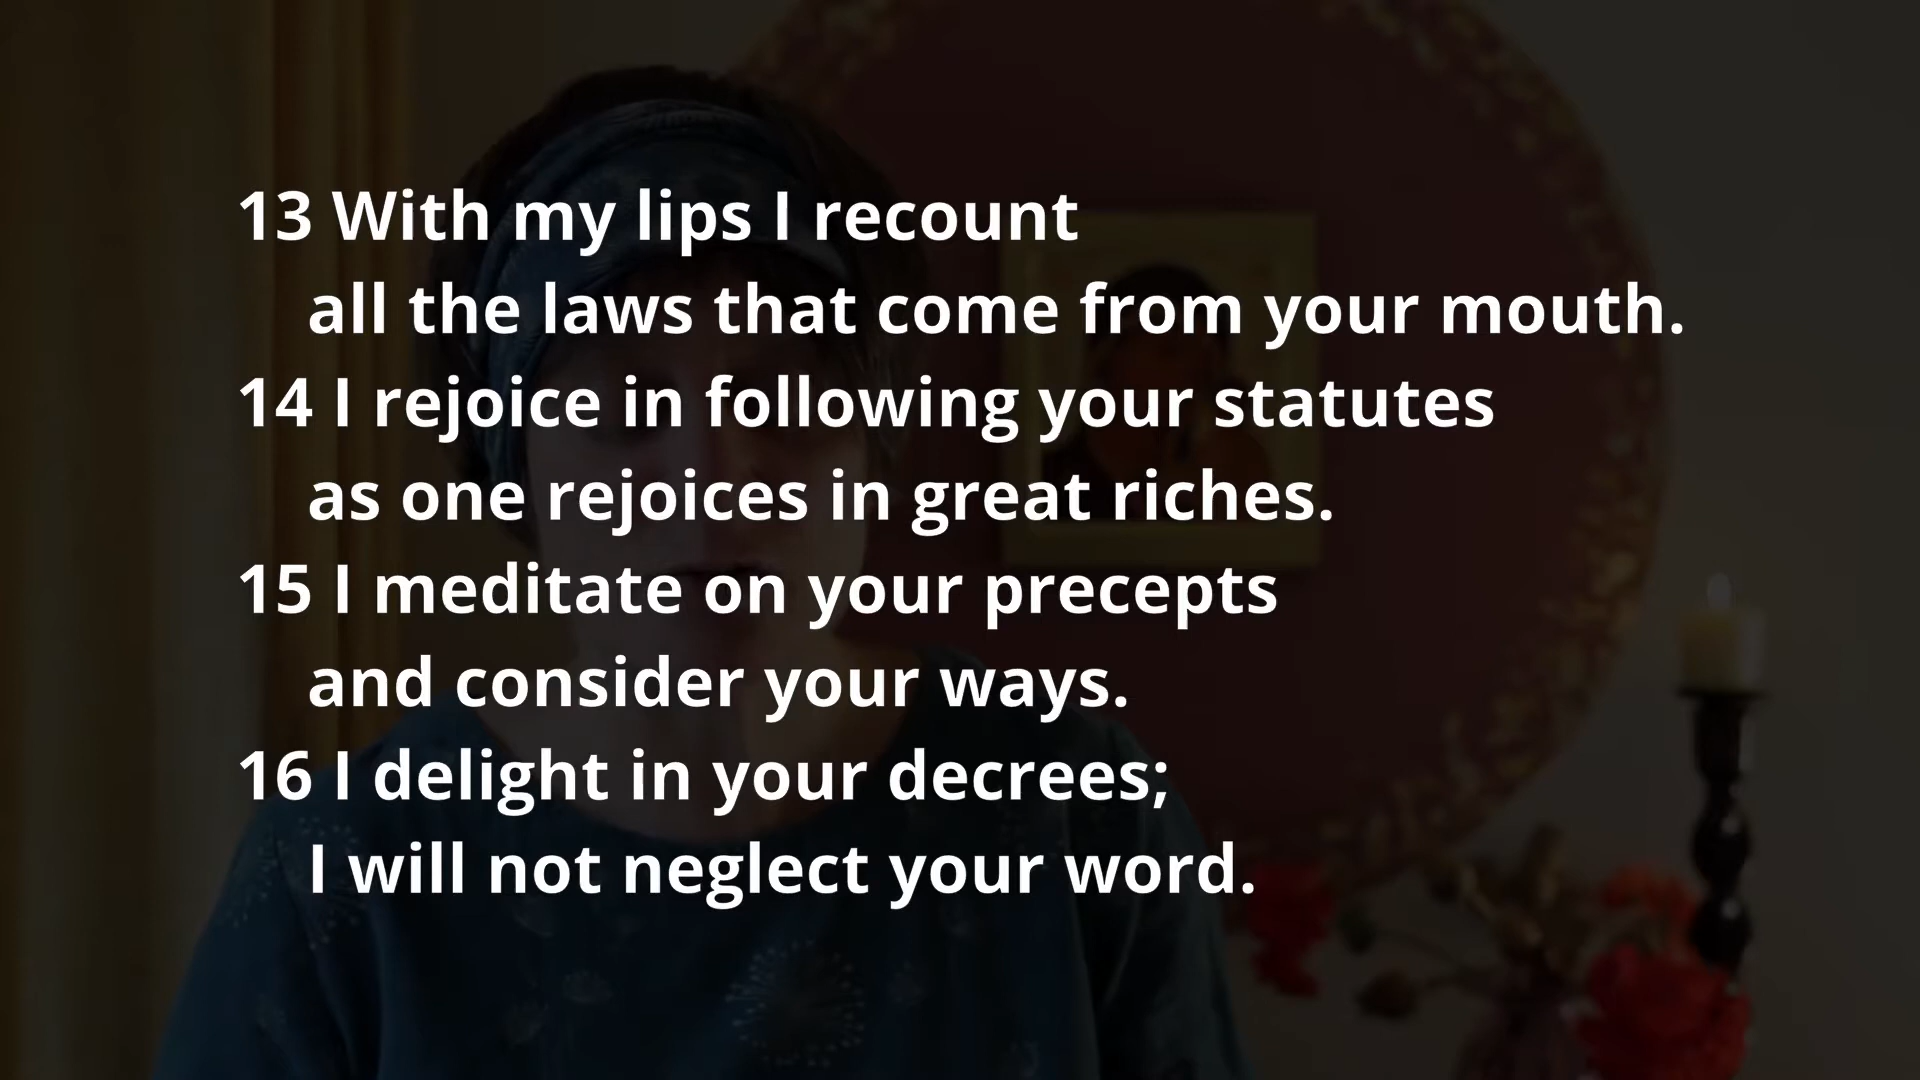 13 With my lips I recount
all the laws that come from your mouth.
14 I rejoice in following your statutes
as one rejoices in great riches.
15 I meditate on your precepts
and consider your ways.
16 I delight in your decrees;
I will not neglect your word.